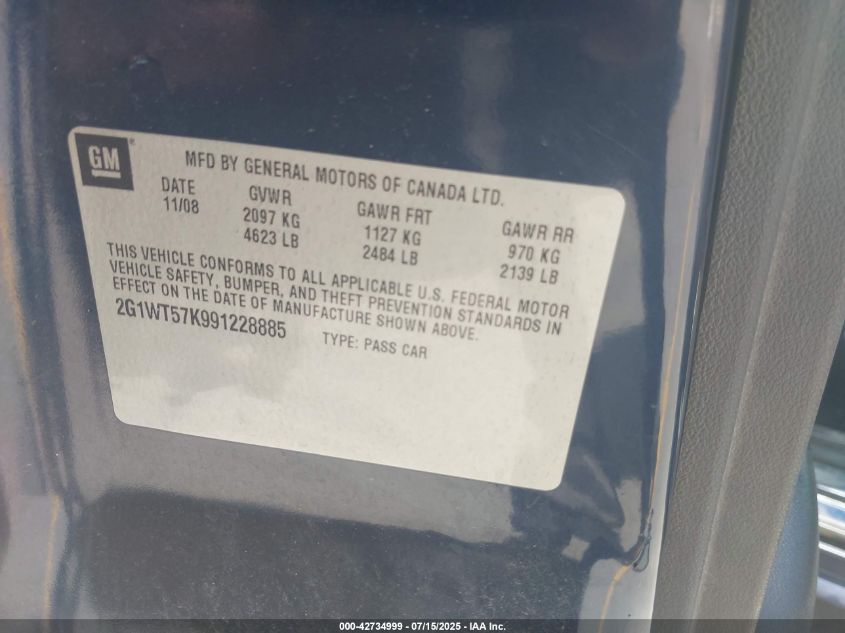 GM
MFD BY GENERAL MOTORS OF CANADA LTD.
DATE GVWR GAWR FRT GAWR RR
11/08 2097 KG 1127 KG 970 KG
4623 LB 2484 LB 2139 LB
THIS VEHICLE CONFORMS TO ALL APPLICABLE U.S. FEDERAL MOTOR
VEHICLE SAFETY, BUMPER, AND THEFT PREVENTION STANDARDS IN
EFFECT ON THE DATE OF MANUFACTURE SHOWN ABOVE.
2G1WT57K991228885 TYPE: PASS CAR
000-42734999 - 07/15/2025 - IAA Inc.